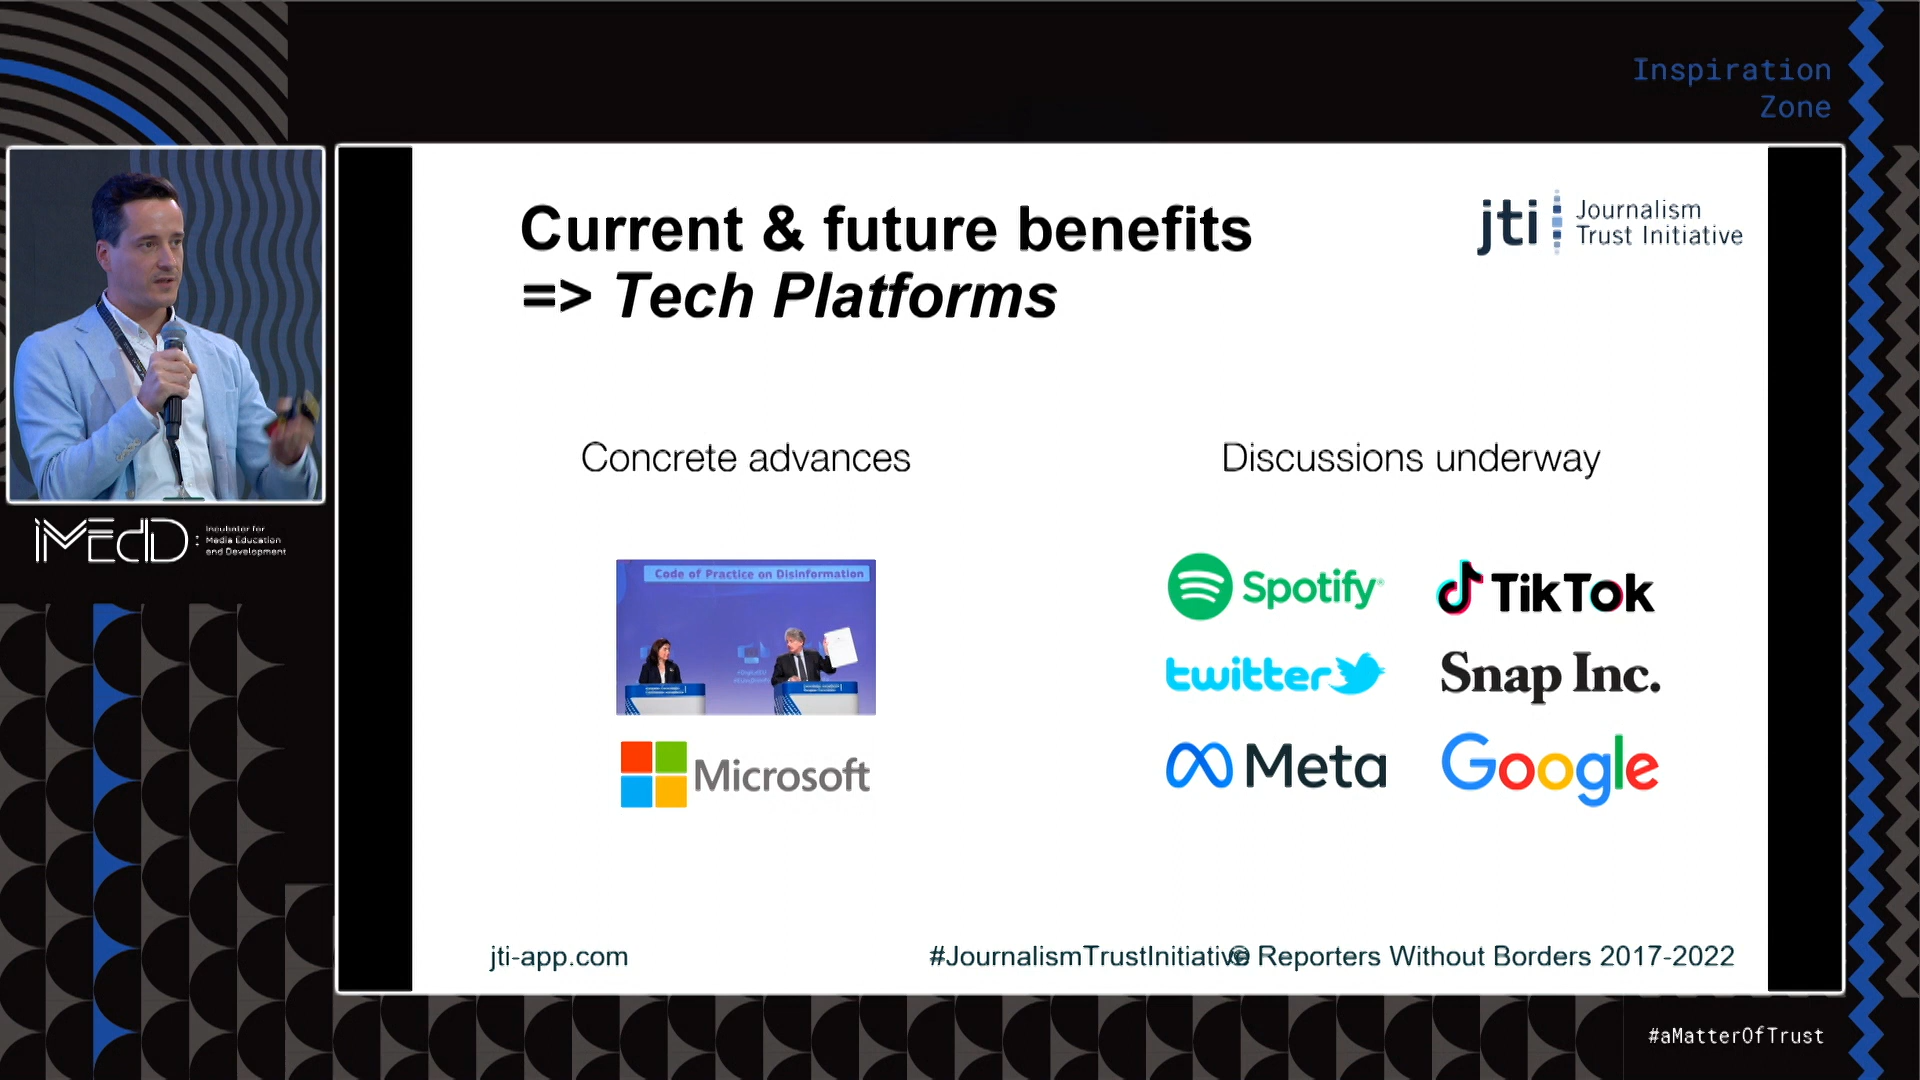 Inspiration
Zone
Current & future benefits
=> Tech Platforms
jti
Journalism
Trust Initiative
Concrete advances
Discussions underway
Code of Practice on Disinformation
Microsoft
Spotify®
TikTok
twitter
Snap Inc.
Meta
Google
jti-app.com
#JournalismTrustInitiative
© Reporters Without Borders 2017-2022
iMEdD
Incubator for
Media Education
and Development
#aMatterOfTrust